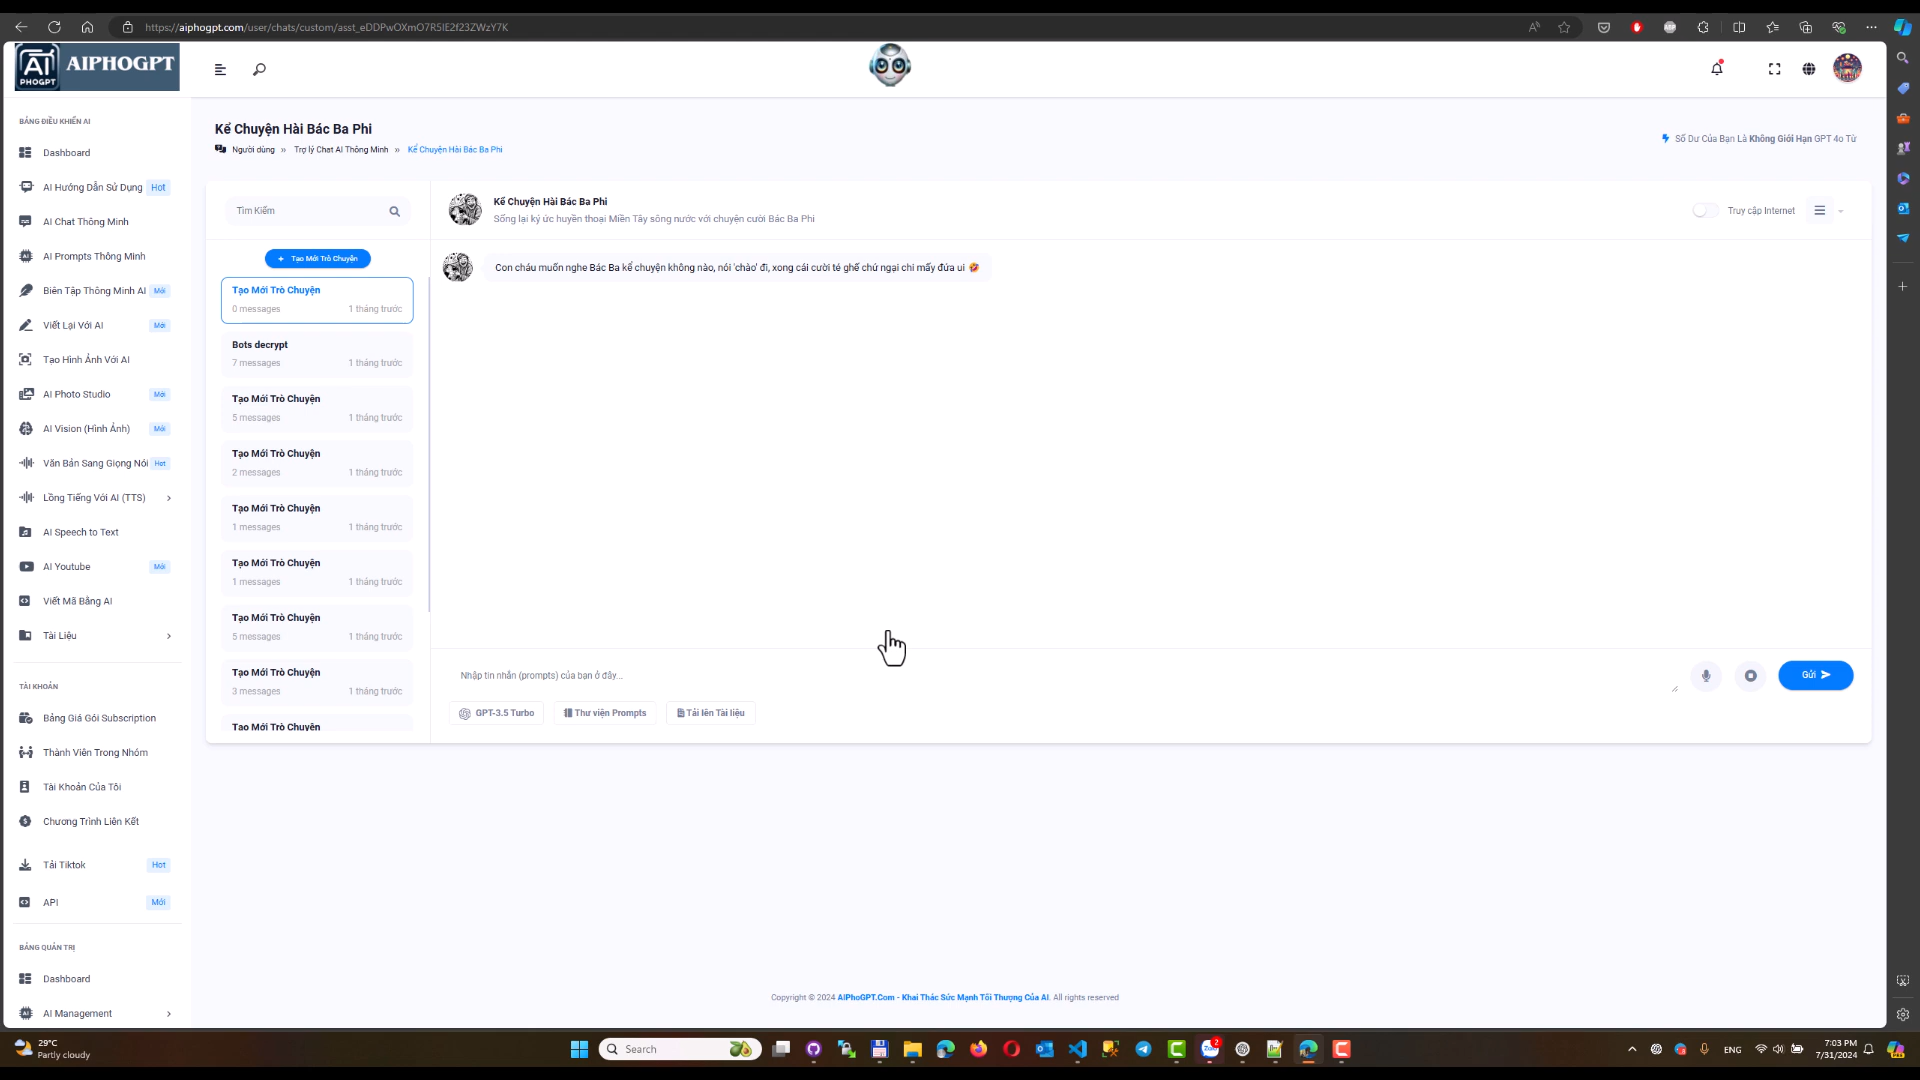 https://aiphogpt.com/user/chats/custom/asst_eDDPwOXmO7R5IE2f23ZWzY7K
AI PHOGPT AIPHOGPT
BẢNG ĐIỀU KHIỂN AI
Dashboard
AI Hướng Dẫn Sử Dụng Hot
AI Chat Thông Minh
AI Prompts Thông Minh
Biên Tập Thông Minh AI Mới
Viết Lại Với AI Mới
Tạo Hình Ảnh Với AI
AI Photo Studio Mới
AI Vision (Hình Ảnh) Mới
Văn Bản Sang Giọng Nói Hot
Lồng Tiếng Với AI (TTS)
AI Speech to Text
AI Youtube Mới
Viết Mã Bằng AI
Tài Liệu
TÀI KHOẢN
Bảng Giá Gói Subscription
Thành Viên Trong Nhóm
Tài Khoản Của Tôi
Chương Trình Liên Kết
Tải Tiktok Hot
API Mới
BẢNG QUẢN TRỊ
Dashboard
AI Management
Kể Chuyện Hài Bác Ba Phi
Người dùng » Trợ lý Chat AI Thông Minh » Kể Chuyện Hài Bác Ba Phi
Số Dư Của Bạn Là Không Giới Hạn GPT 4o Từ
Tìm Kiếm
+ Tạo Mới Trò Chuyện
Tạo Mới Trò Chuyện
0 messages 1 tháng trước
Bots decrypt
7 messages 1 tháng trước
Tạo Mới Trò Chuyện
5 messages 1 tháng trước
Tạo Mới Trò Chuyện
2 messages 1 tháng trước
Tạo Mới Trò Chuyện
1 messages 1 tháng trước
Tạo Mới Trò Chuyện
1 messages 1 tháng trước
Tạo Mới Trò Chuyện
5 messages 1 tháng trước
Tạo Mới Trò Chuyện
3 messages 1 tháng trước
Tạo Mới Trò Chuyện
Kể Chuyện Hài Bác Ba Phi
Sống lại ký ức huyền thoại Miền Tây sông nước với chuyện cười Bác Ba Phi
Truy cập Internet
Con cháu muốn nghe Bác Ba kể chuyện không nào, nói 'chào' đi, xong cái cười té ghế chứ ngại chi mấy đứa ui 🤣
Nhập tin nhắn (prompts) của bạn ở đây...
Gửi
GPT-3.5 Turbo Thư viện Prompts Tải lên Tài liệu
Copyright © 2024 AIPhoGPT.Com - Khai Thác Sức Mạnh Tối Thượng Của AI. All rights reserved
29°C
Partly cloudy
Search
Zalo 2
ENG
7:03 PM
7/31/2024